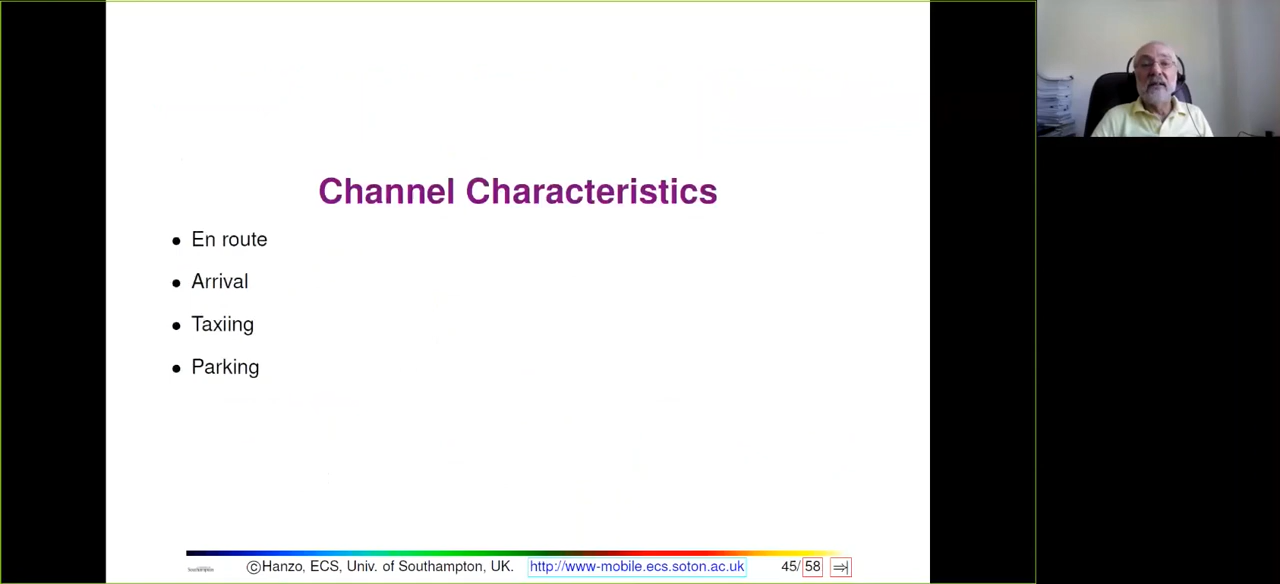 Channel Characteristics
• En route
• Arrival
• Taxiing
• Parking
©Hanzo, ECS, Univ. of Southampton, UK. http://www-mobile.ecs.soton.ac.uk 45/58